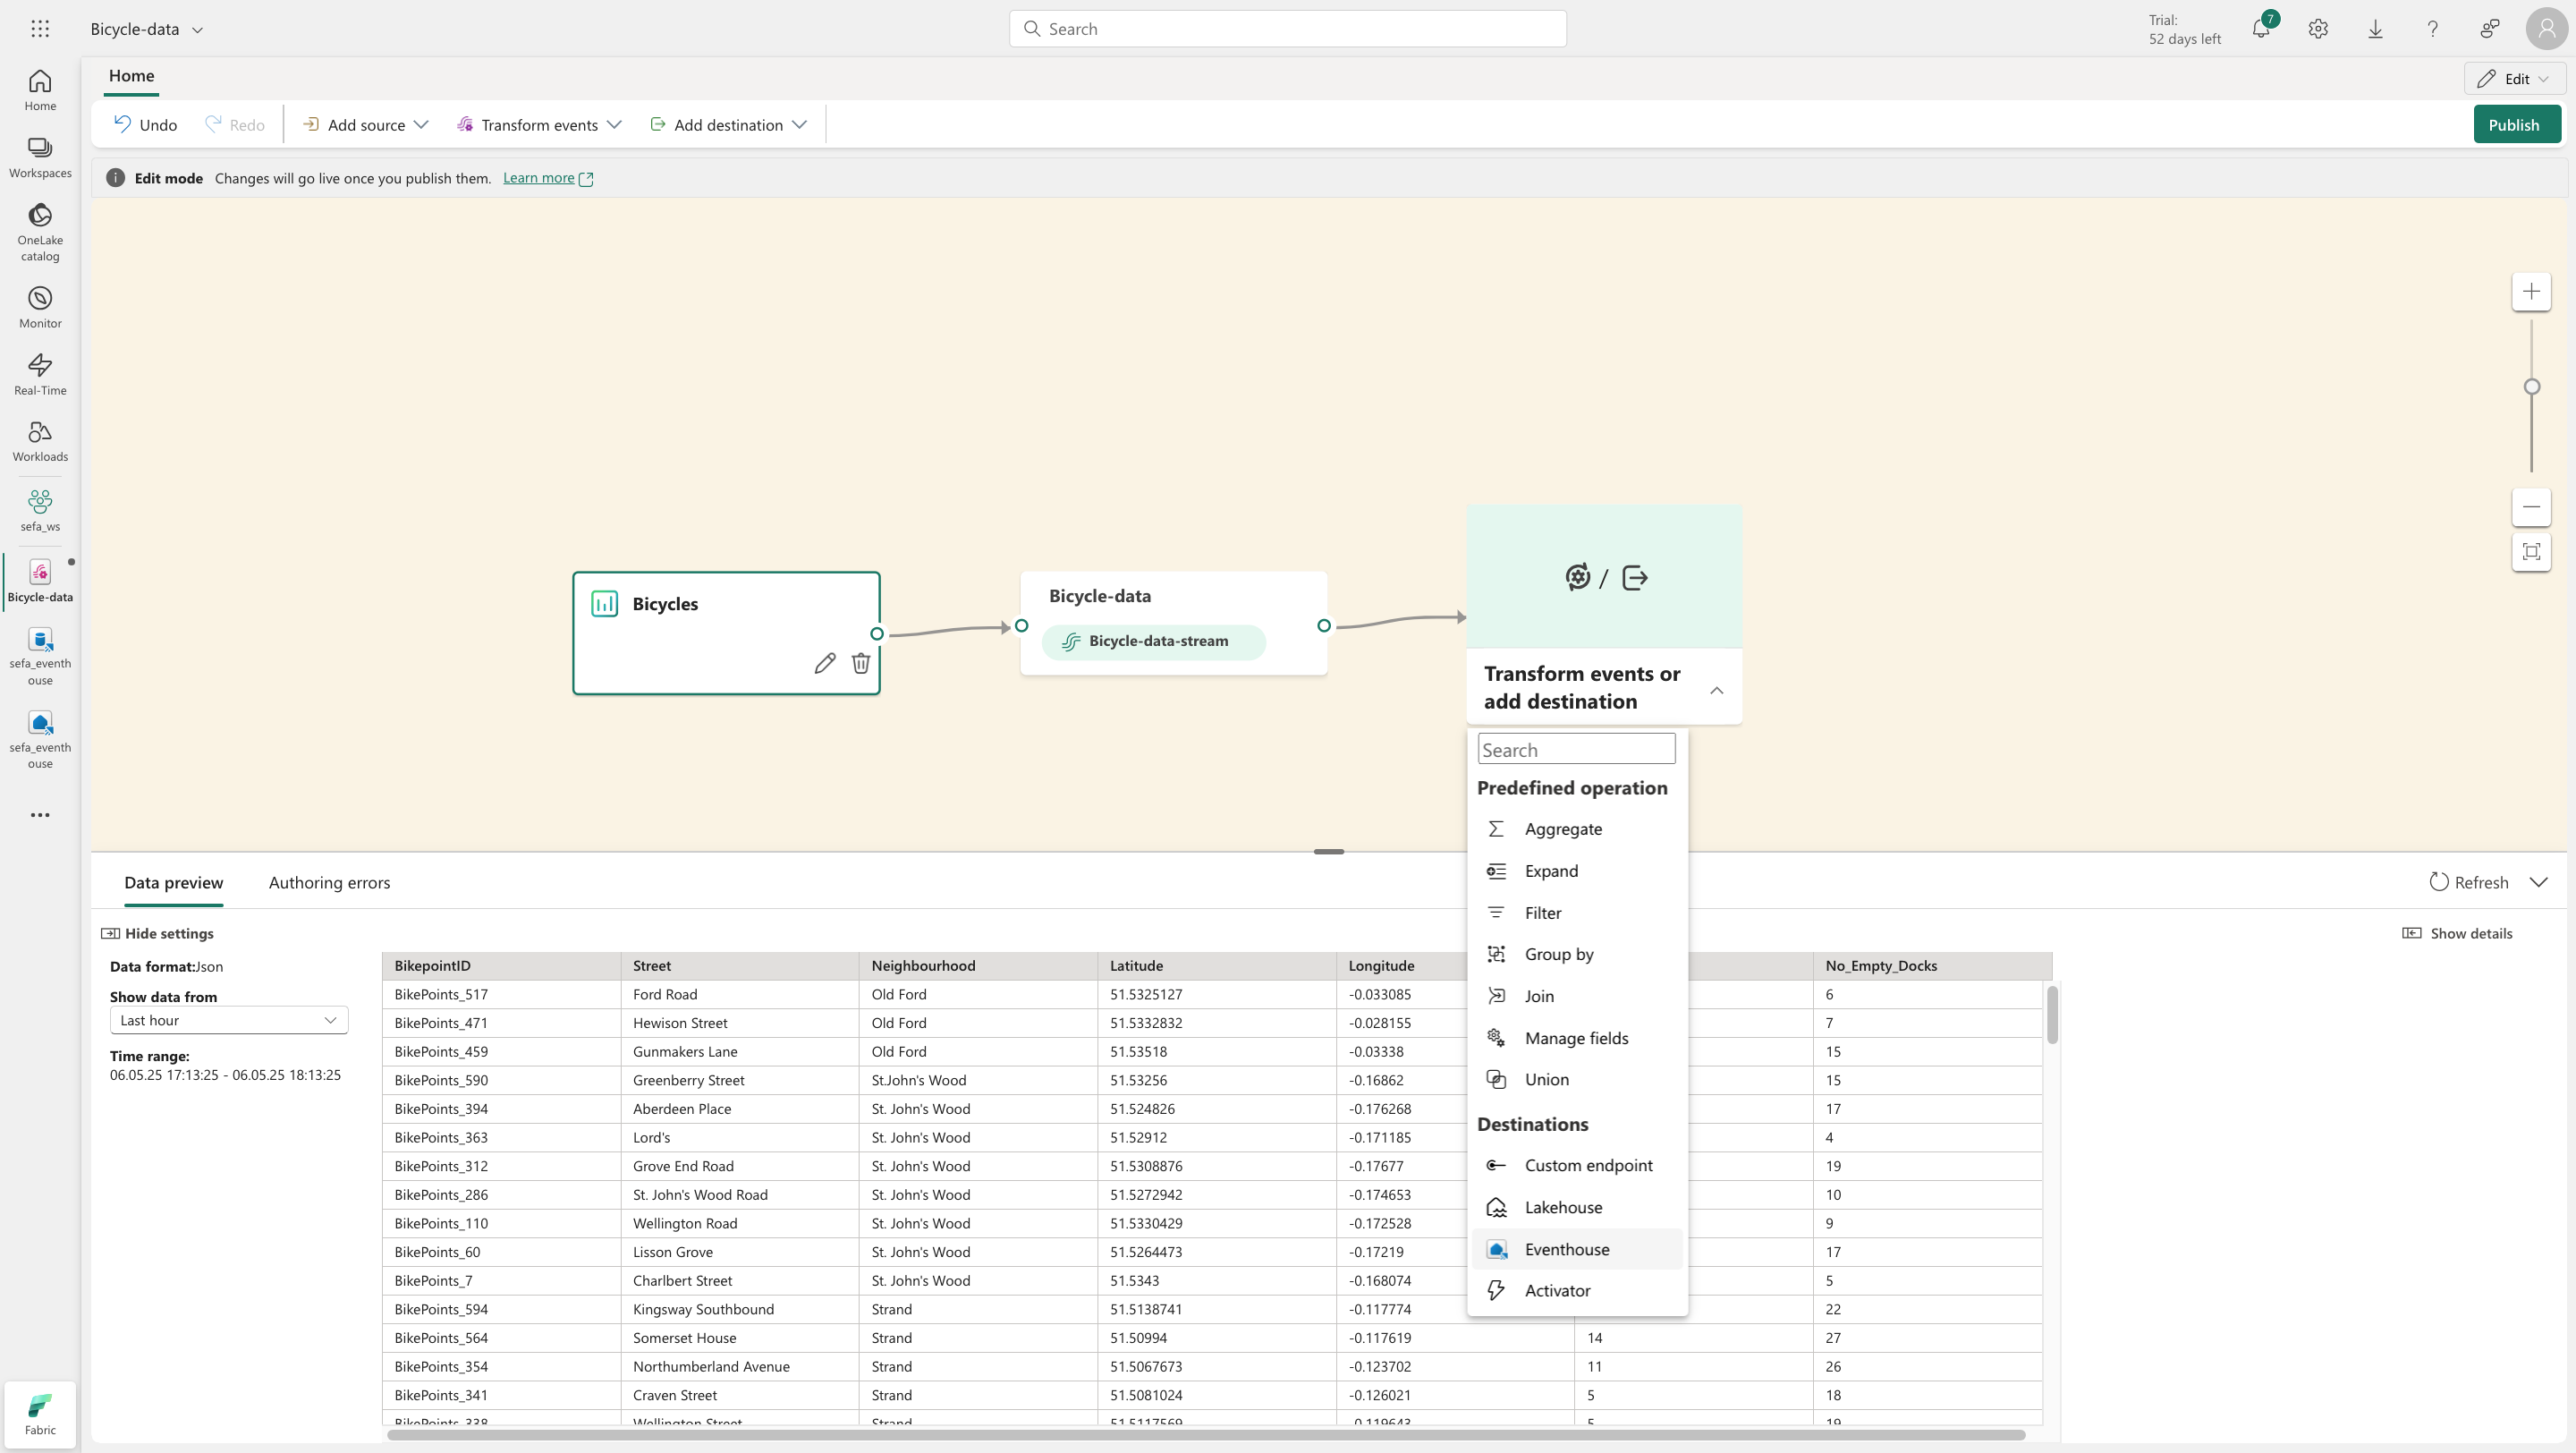 Bicycle-data
Search
Trial:
52 days left
7
Home
Edit
Undo
Redo
Add source
Transform events
Add destination
Publish
Edit mode Changes will go live once you publish them. Learn more
Home
Workspaces
OneLake
catalog
Monitor
Real-Time
Workloads
sefa_ws
Bicycle-data
sefa_eventh
ouse
sefa_eventh
ouse
Fabric
Bicycles
Bicycle-data
Bicycle-data-stream
/
Transform events or
add destination
Search
Predefined operation
Aggregate
Expand
Filter
Group by
Join
Manage fields
Union
Destinations
Custom endpoint
Lakehouse
Eventhouse
Activator
Data preview
Authoring errors
Refresh
Hide settings
Show details
Data format:Json
Show data from
Last hour
Time range:
06.05.25 17:13:25 - 06.05.25 18:13:25
BikepointID Street Neighbourhood Latitude Longitude No_Empty_Docks
BikePoints_517 Ford Road Old Ford 51.5325127 -0.033085 6
BikePoints_471 Hewison Street Old Ford 51.5332832 -0.028155 7
BikePoints_459 Gunmakers Lane Old Ford 51.53518 -0.03338 15
BikePoints_590 Greenberry Street St.John's Wood 51.53256 -0.16862 15
BikePoints_394 Aberdeen Place St. John's Wood 51.524826 -0.176268 17
BikePoints_363 Lord's St. John's Wood 51.52912 -0.171185 4
BikePoints_312 Grove End Road St. John's Wood 51.5308876 -0.17677 19
BikePoints_286 St. John's Wood Road St. John's Wood 51.5272942 -0.174653 10
BikePoints_110 Wellington Road St. John's Wood 51.5330429 -0.172528 9
BikePoints_60 Lisson Grove St. John's Wood 51.5264473 -0.17219 17
BikePoints_7 Charlbert Street St. John's Wood 51.5343 -0.168074 5
BikePoints_594 Kingsway Southbound Strand 51.5138741 -0.117774 22
BikePoints_564 Somerset House Strand 51.50994 -0.117619 14 27
BikePoints_354 Northumberland Avenue Strand 51.5067673 -0.123702 11 26
BikePoints_341 Craven Street Strand 51.5081024 -0.126021 5 18
BikePoints_338 Wellington Street Strand 51.5117569 -0.119643 5 19